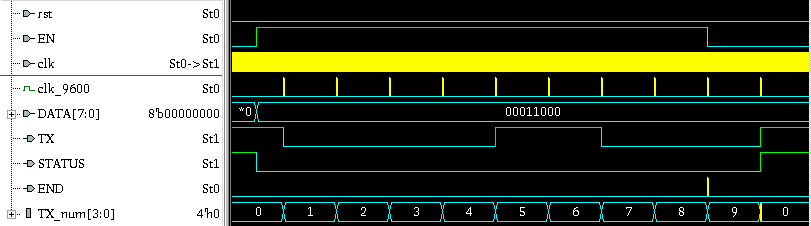 rst St0
EN St0
clk St0->St1
clk_9600 St0
DATA[7:0] 8'b00000000 *0 00011000
TX St1
STATUS St1
END St0
TX_num[3:0] 4'h0 0 1 2 3 4 5 6 7 8 9 0